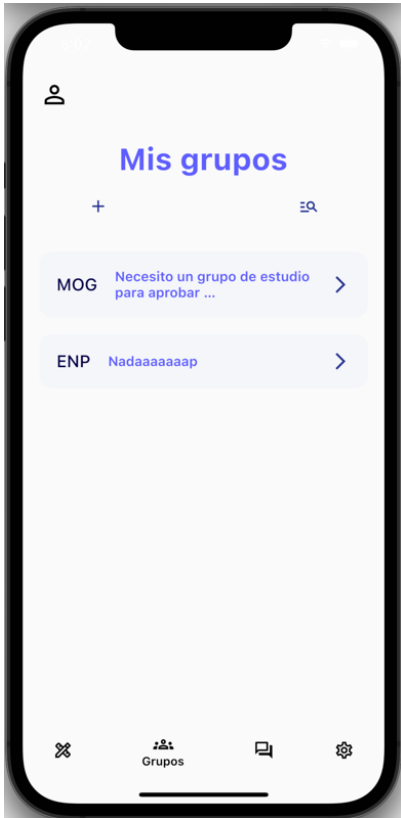 Mis grupos
MOG
Necesito un grupo de estudio
para aprobar ...
ENP
Nadaaaaaaap
Grupos